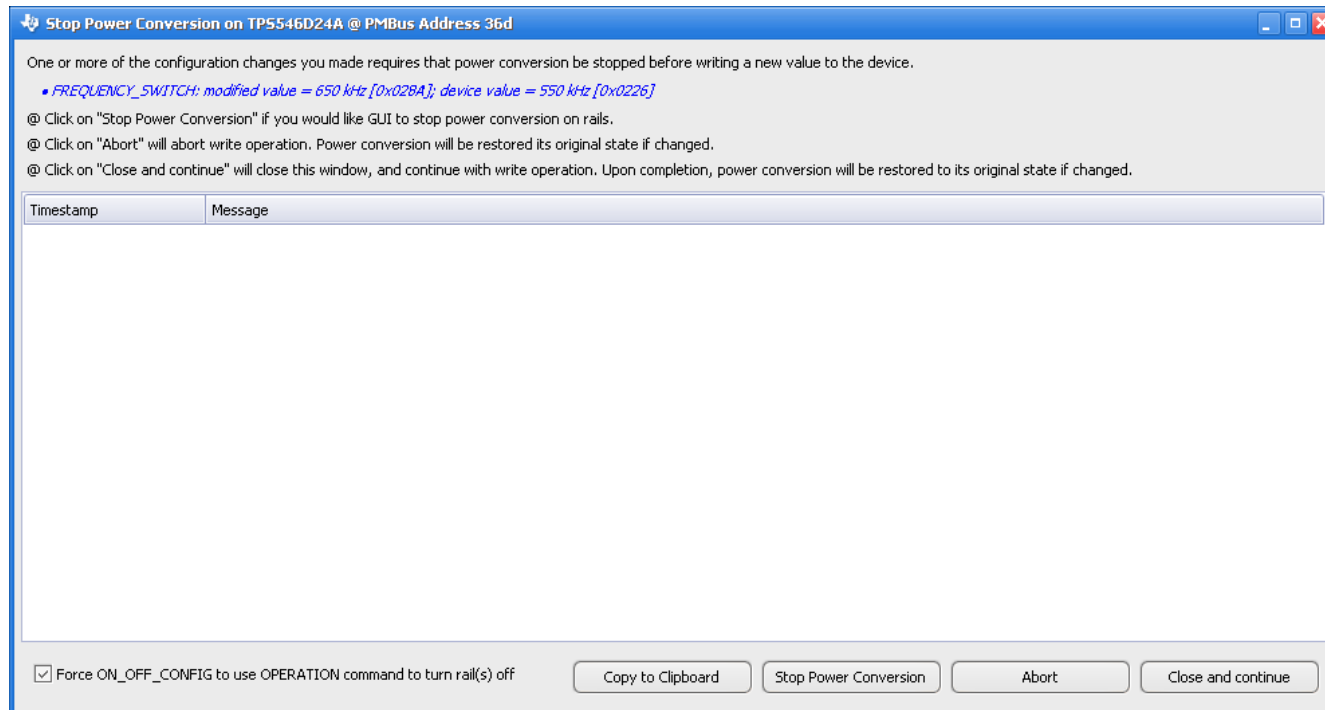 Stop Power Conversion on TPS546D24A @ PMBus Address 36d
One or more of the configuration changes you made requires that power conversion be stopped before writing a new value to the device.
• FREQUENCY_SWITCH: modified value = 650 kHz [0x028A]; device value = 550 kHz [0x0226]
@ Click on "Stop Power Conversion" if you would like GUI to stop power conversion on rails.
@ Click on "Abort" will abort write operation. Power conversion will be restored its original state if changed.
@ Click on "Close and continue" will close this window, and continue with write operation. Upon completion, power conversion will be restored to its original state if changed.
Timestamp Message
Force ON_OFF_CONFIG to use OPERATION command to turn rail(s) off Copy to Clipboard Stop Power Conversion Abort Close and continue